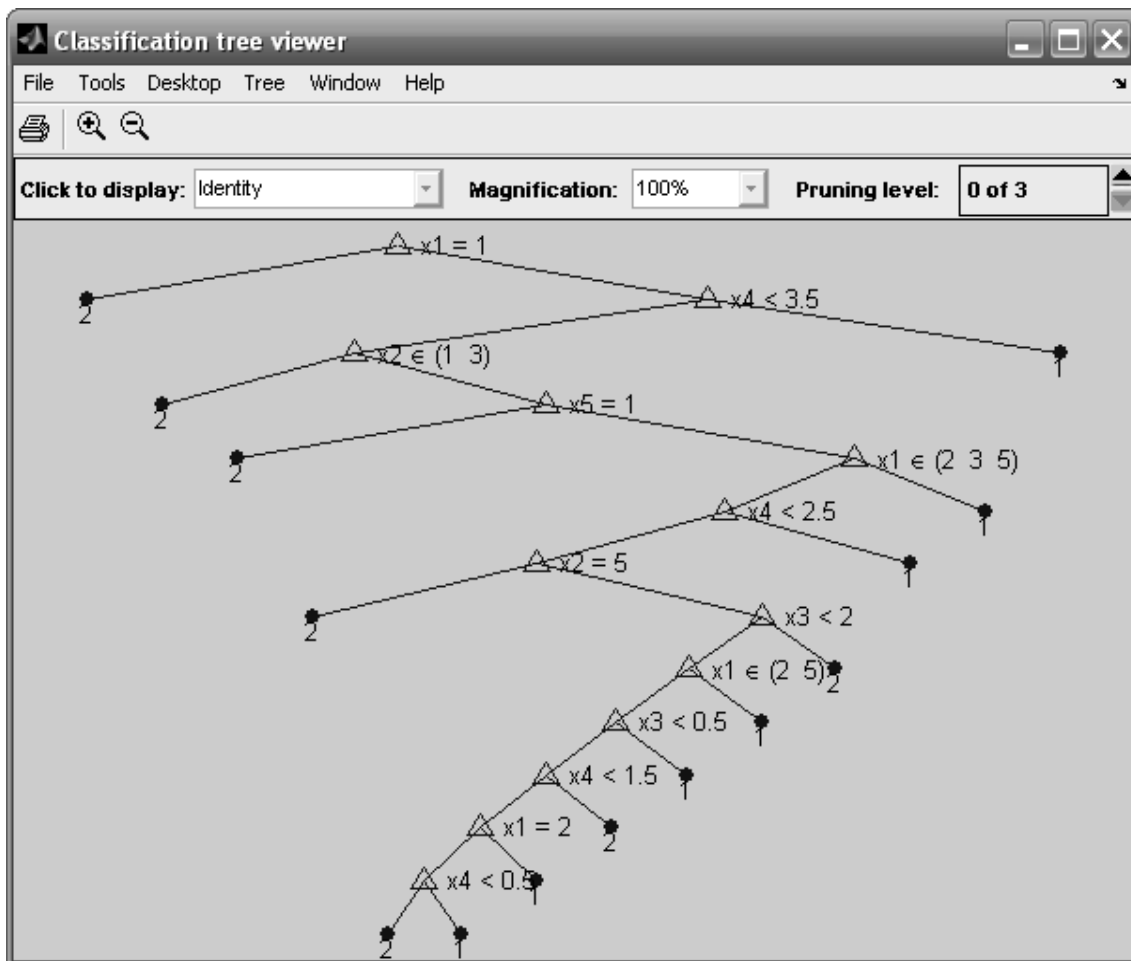 Classification tree viewer
File Tools Desktop Tree Window Help
Click to display: Identity Magnification: 100% Pruning level: 0 of 3
x1 = 1
2 x4 < 3.5
x2 ∈ (1 3) 1
2 x5 = 1
2 x1 ∈ (2 3 5)
x4 < 2.5 1
x2 = 5 1
2 x3 < 2
x1 ∈ (2 5) 2
x3 < 0.5 1
x4 < 1.5 1
x1 = 2 2
x4 < 0.5 1
2 1